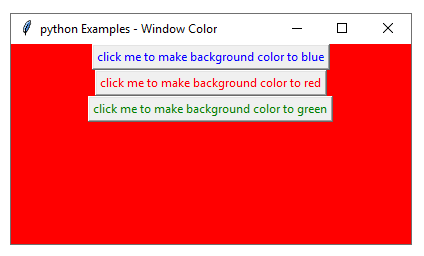 python Examples - Window Color
click me to make background color to blue
click me to make background color to red
click me to make background color to green